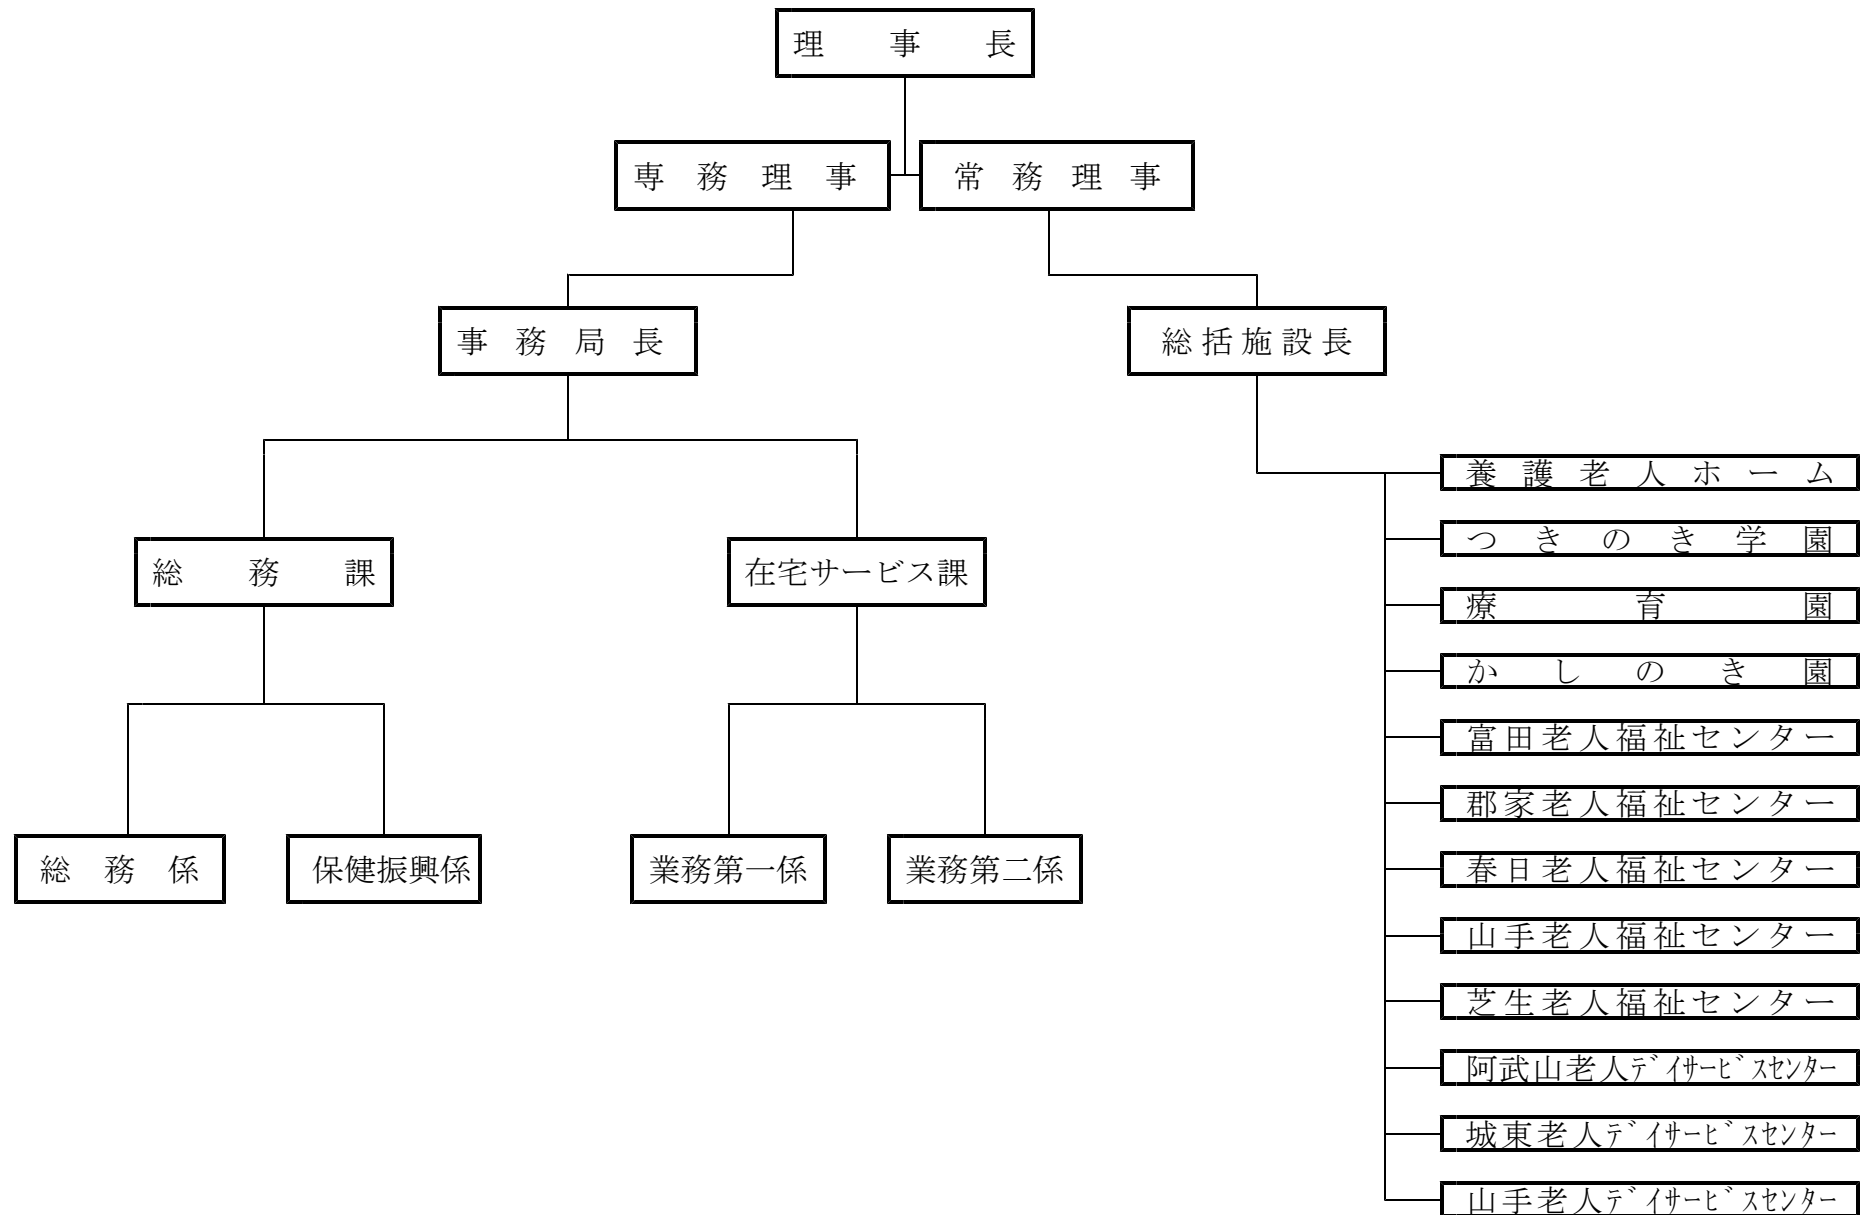 理事長
専務理事
常務理事
事務局長
総括施設長
総務課
在宅サービス課
総務係
保健振興係
業務第一係
業務第二係
養護老人ホーム
つきのき学園
療育園
かしのき園
富田老人福祉センター
郡家老人福祉センター
春日老人福祉センター
山手老人福祉センター
芝生老人福祉センター
阿武山老人ﾃﾞｲｻｰﾋﾞｽｾﾝﾀｰ
城東老人ﾃﾞｲｻｰﾋﾞｽｾﾝﾀｰ
山手老人ﾃﾞｲｻｰﾋﾞｽｾﾝﾀｰ